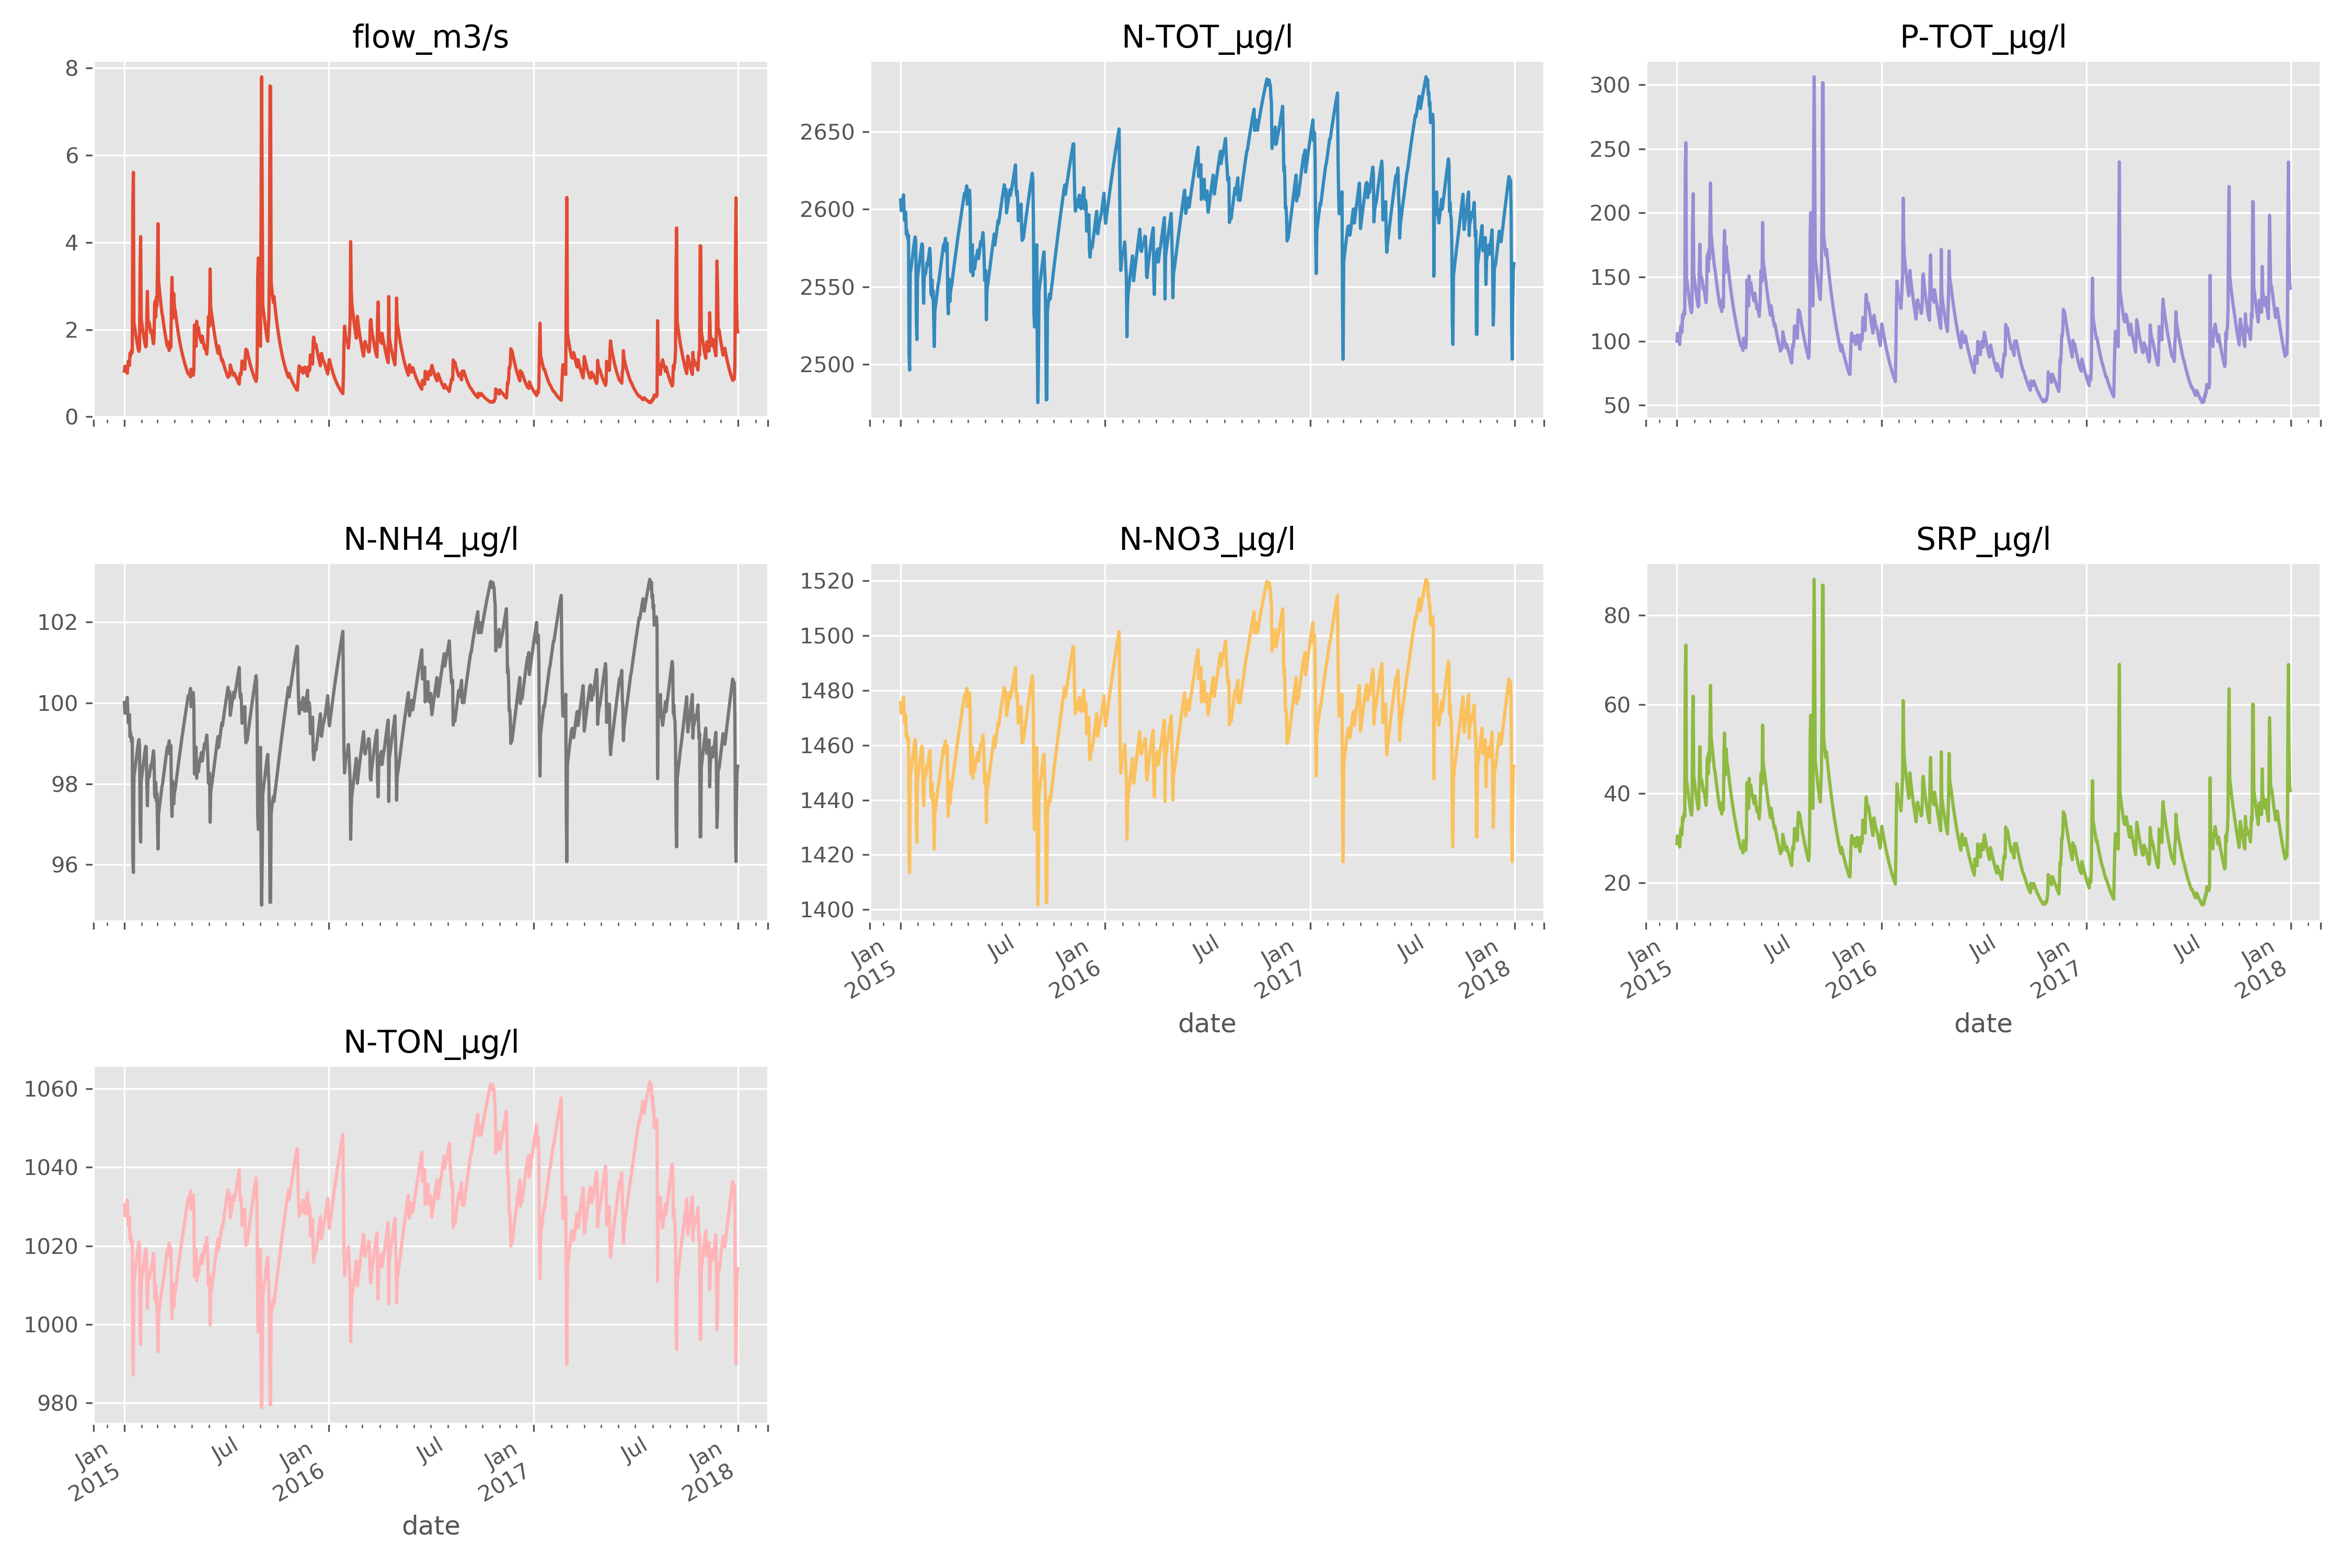 flow_m3/s
8
6
4
2
0
N-TOT_µg/l
2650
2600
2550
2500
P-TOT_µg/l
300
250
200
150
100
50
N-NH4_µg/l
102
100
98
96
N-NO3_µg/l
1520
1500
1480
1460
1440
1420
1400
Jan
2015
Jul
Jan
2016
Jul
Jan
2017
Jul
Jan
2018
date
SRP_µg/l
80
60
40
20
Jan
2015
Jul
Jan
2016
Jul
Jan
2017
Jul
Jan
2018
date
N-TON_µg/l
1060
1040
1020
1000
980
Jan
2015
Jul
Jan
2016
Jul
Jan
2017
Jul
Jan
2018
date